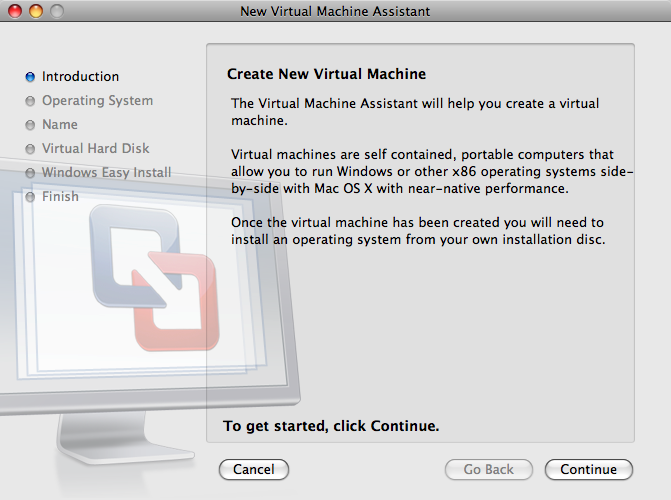 New Virtual Machine Assistant
Introduction
Operating System
Name
Virtual Hard Disk
Windows Easy Install
Finish
Create New Virtual Machine
The Virtual Machine Assistant will help you create a virtual
machine.
Virtual machines are self contained, portable computers that
allow you to run Windows or other x86 operating systems side-
by-side with Mac OS X with near-native performance.
Once the virtual machine has been created you will need to
install an operating system from your own installation disc.
To get started, click Continue.
Cancel
Go Back
Continue